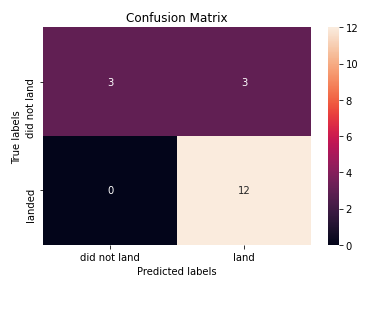 Confusion Matrix
True labels
did not land
landed
3
3
0
12
did not land
land
Predicted labels
12
10
8
6
4
2
0